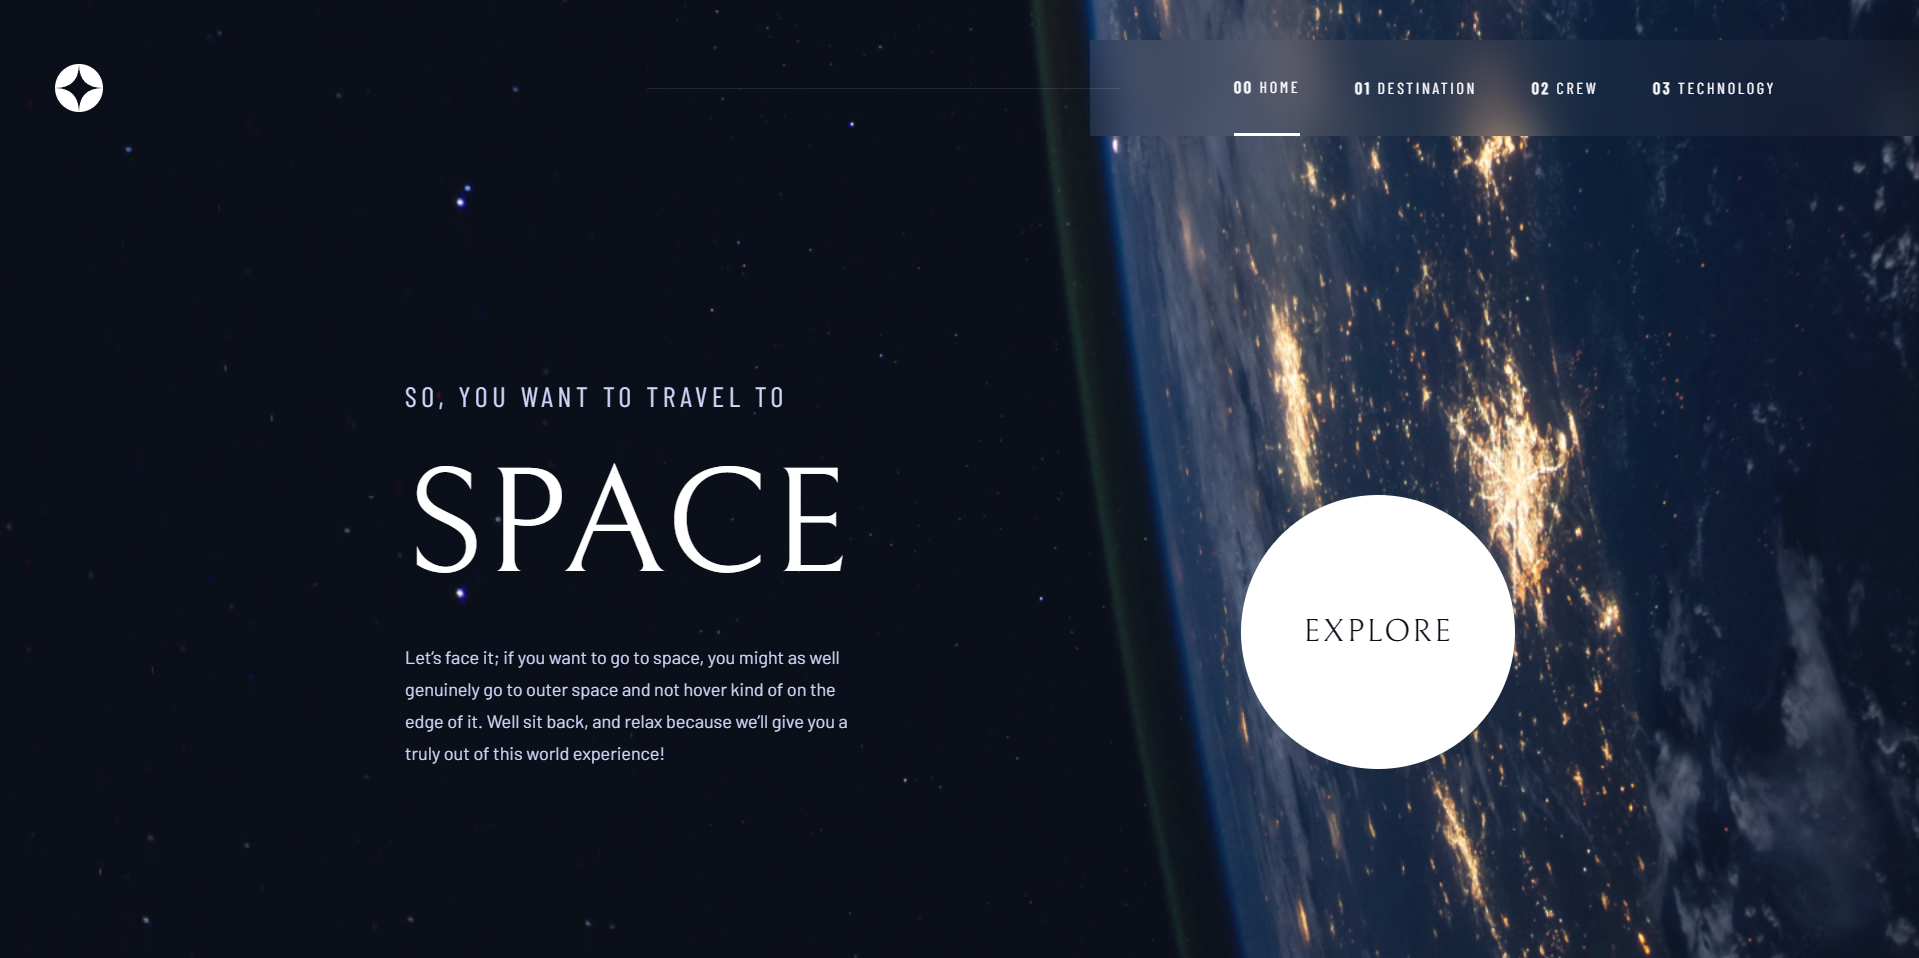 00 HOME
01 DESTINATION
02 CREW
03 TECHNOLOGY
SO, YOU WANT TO TRAVEL TO
SPACE
Let’s face it; if you want to go to space, you might as well
genuinely go to outer space and not hover kind of on the
edge of it. Well sit back, and relax because we’ll give you a
truly out of this world experience!
EXPLORE